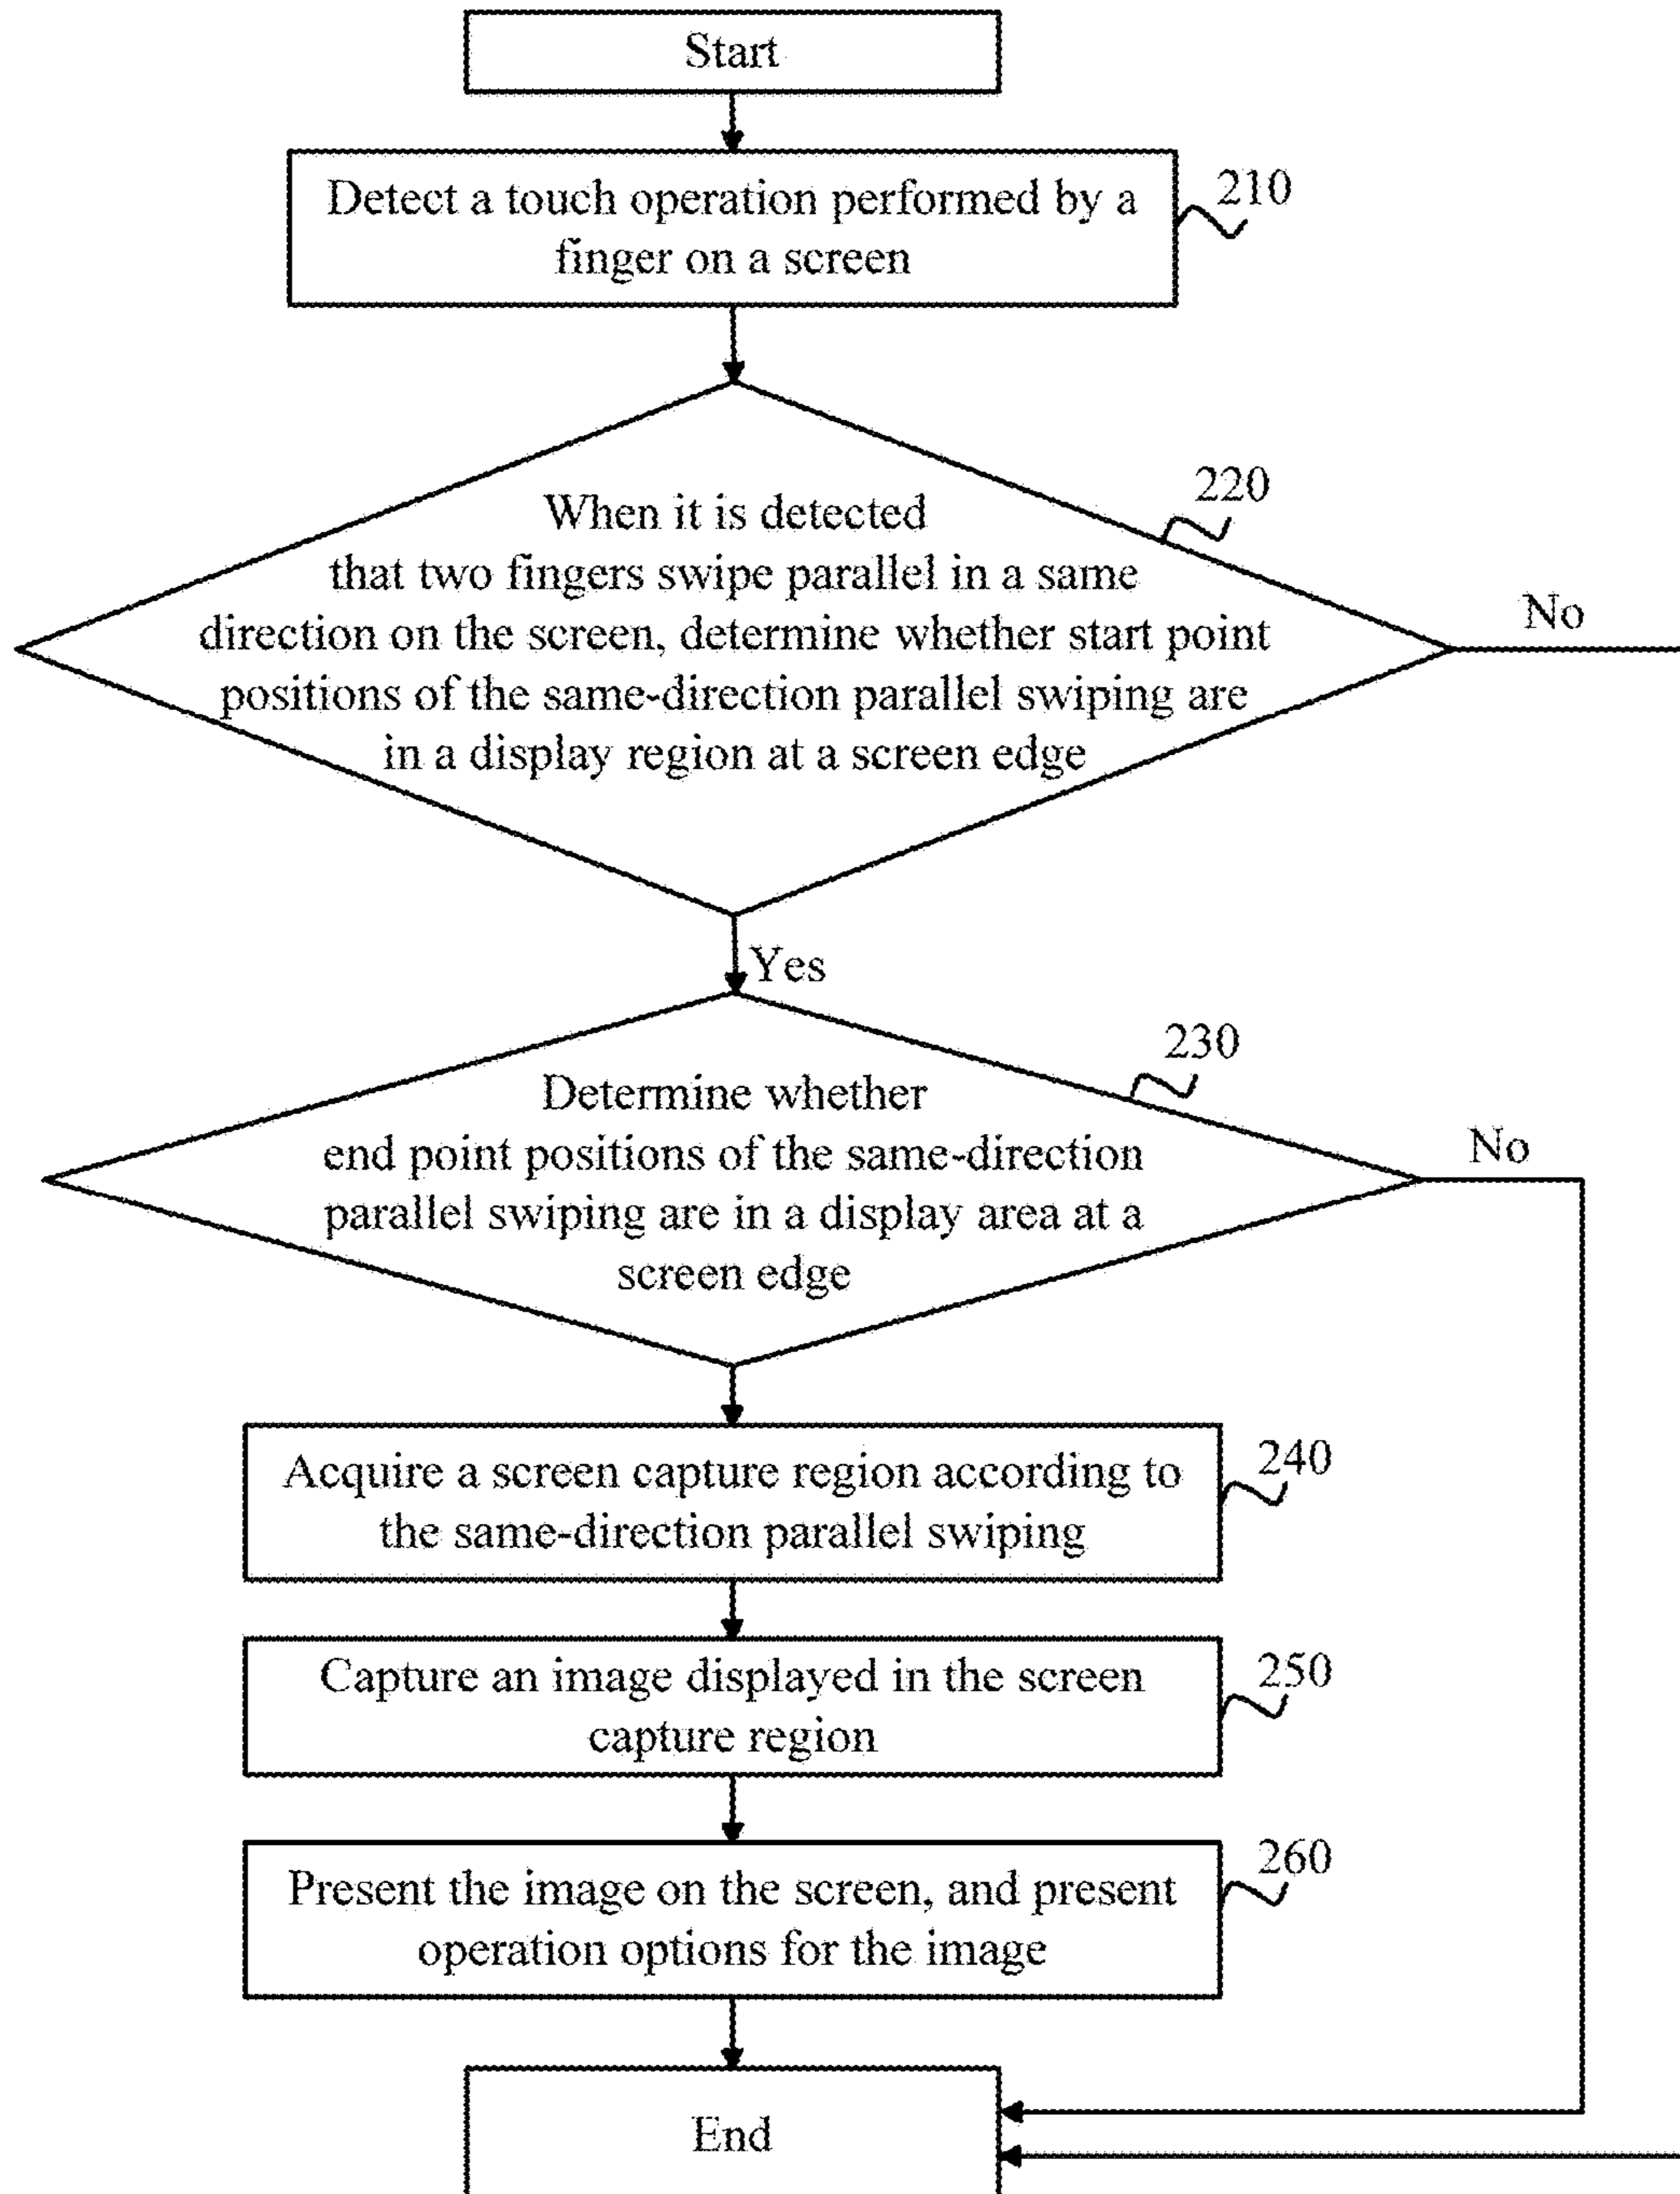 Start
Detect a touch operation performed by a
finger on a screen
210
When it is detected
that two fingers swipe parallel in a same
direction on the screen, determine whether start point
positions of the same-direction parallel swiping are
in a display region at a screen edge
220
No
Yes
Determine whether
end point positions of the same-direction
parallel swiping are in a display area at a
screen edge
230
No
Acquire a screen capture region according to
the same-direction parallel swiping
240
Capture an image displayed in the screen
capture region
250
Present the image on the screen, and present
operation options for the image
260
End